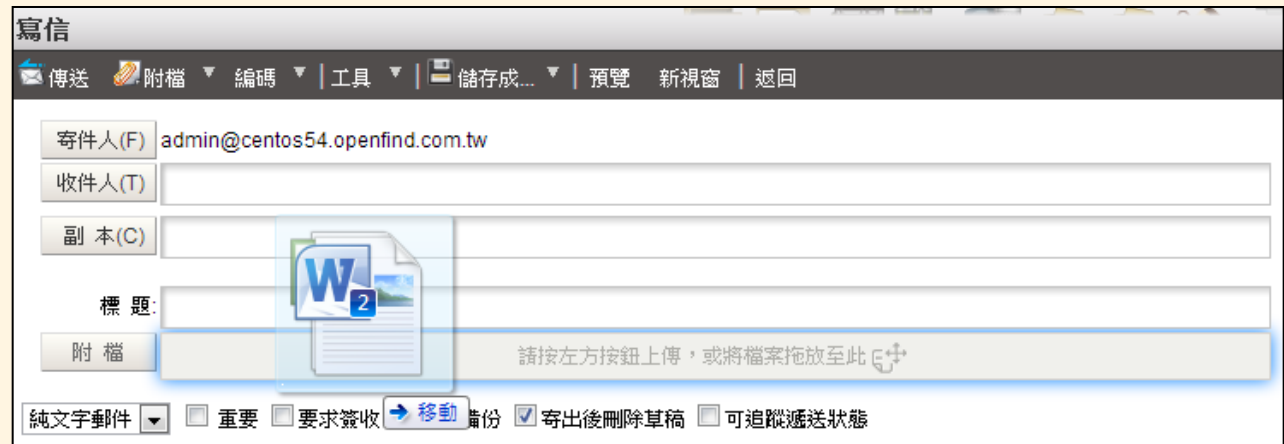 寫信
傳送 附檔 編碼 工具 儲存成... 預覽 新視窗 返回
寄件人(F) admin@centos54.openfind.com.tw
收件人(T)
副 本(C)
W
2
標 題:
附 檔 請按左方按鈕上傳，或將檔案拖放至此
純文字郵件 重要 要求簽收 移動 備份 寄出後刪除草稿 可追蹤遞送狀態